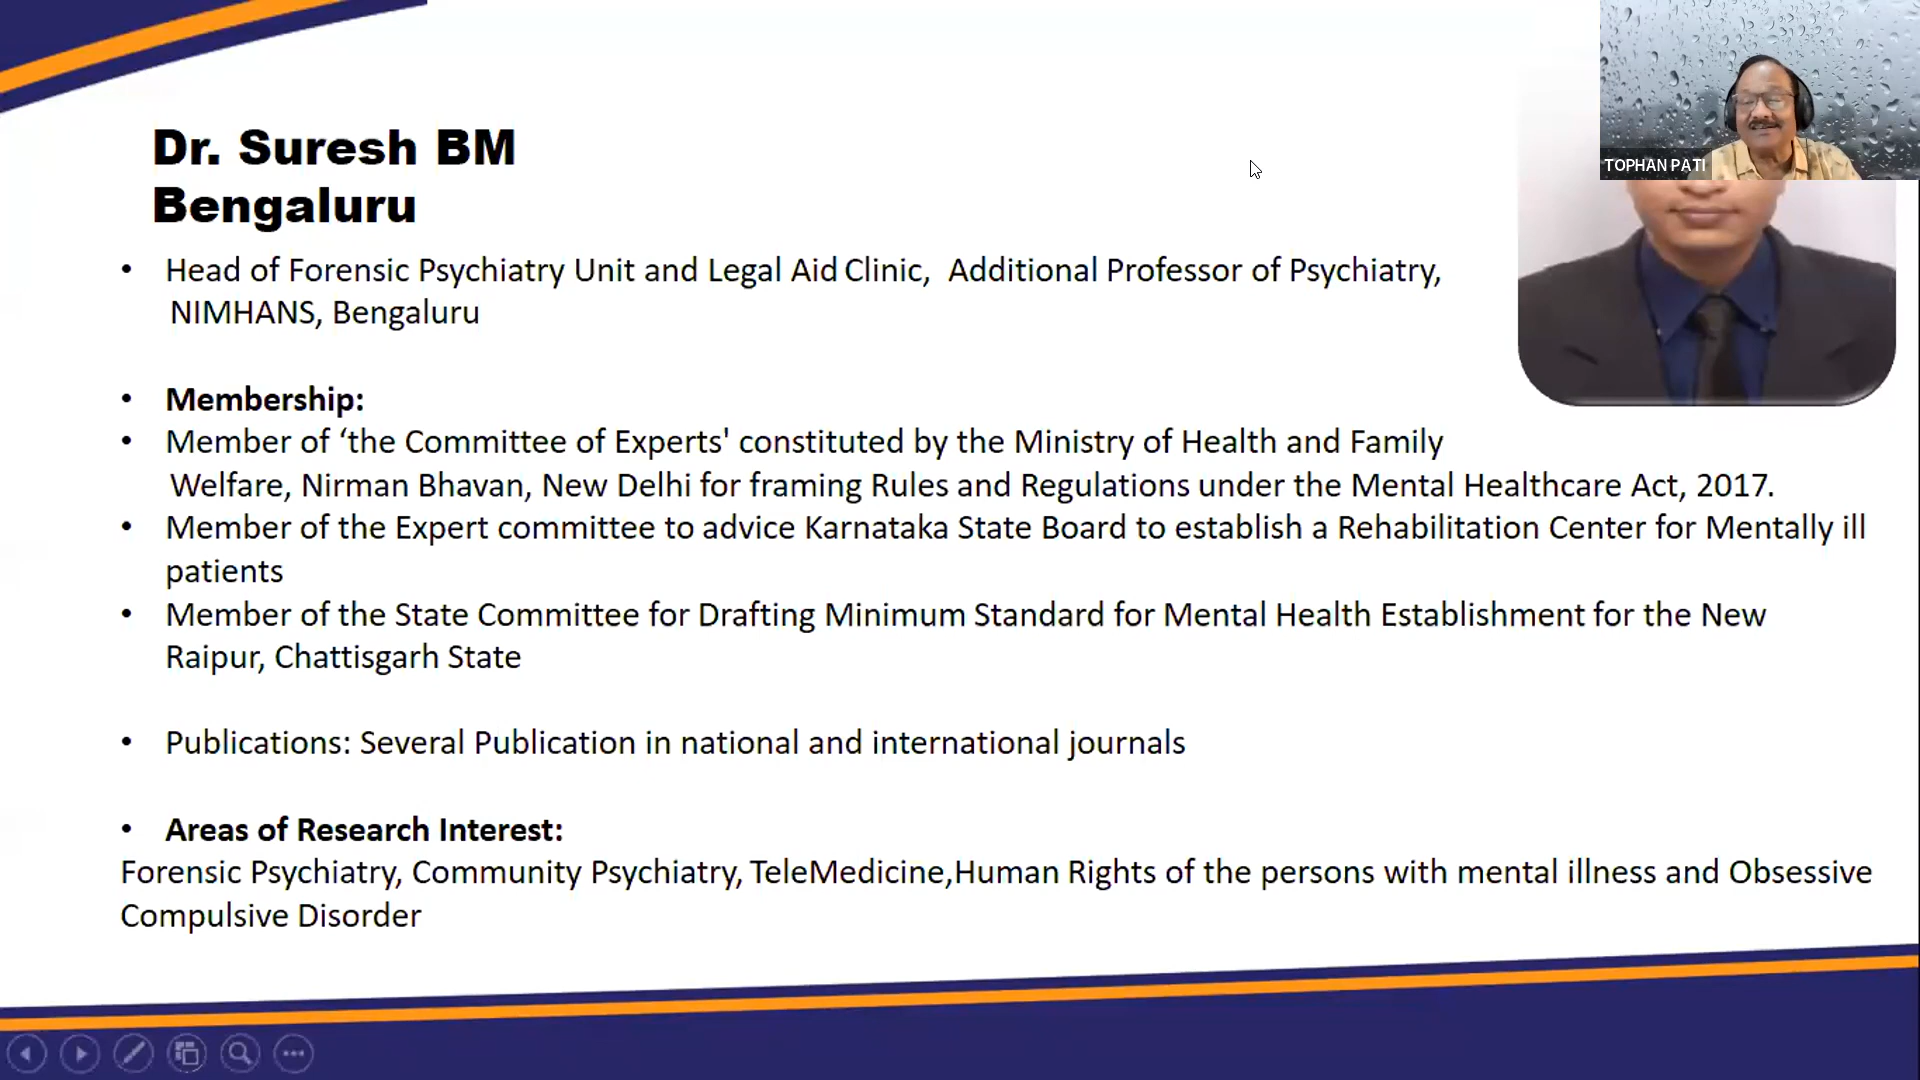 TOPHAN PATI
Dr. Suresh BM
Bengaluru
• Head of Forensic Psychiatry Unit and Legal Aid Clinic, Additional Professor of Psychiatry,
NIMHANS, Bengaluru
• Membership:
• Member of ‘the Committee of Experts' constituted by the Ministry of Health and Family
Welfare, Nirman Bhavan, New Delhi for framing Rules and Regulations under the Mental Healthcare Act, 2017.
• Member of the Expert committee to advice Karnataka State Board to establish a Rehabilitation Center for Mentally ill
patients
• Member of the State Committee for Drafting Minimum Standard for Mental Health Establishment for the New
Raipur, Chattisgarh State
• Publications: Several Publication in national and international journals
• Areas of Research Interest:
Forensic Psychiatry, Community Psychiatry, TeleMedicine,Human Rights of the persons with mental illness and Obsessive
Compulsive Disorder